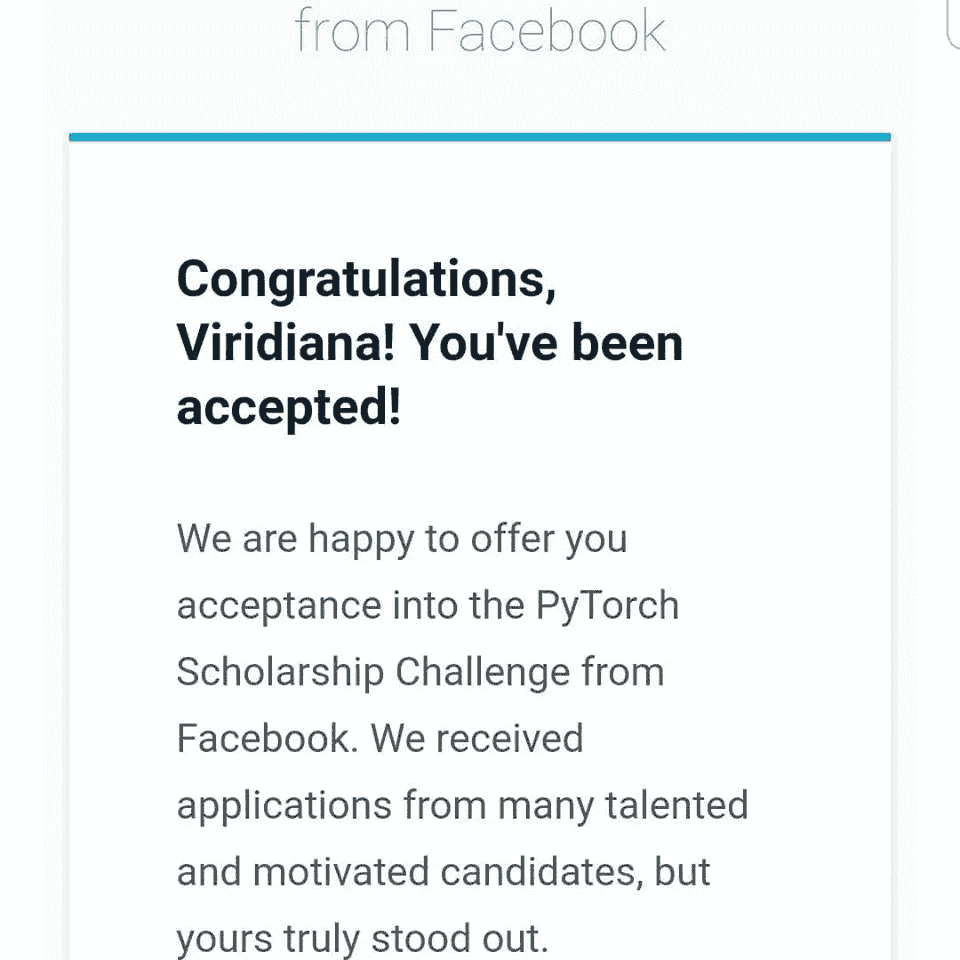 from Facebook
Congratulations,
Viridiana! You've been
accepted!
We are happy to offer you
acceptance into the PyTorch
Scholarship Challenge from
Facebook. We received
applications from many talented
and motivated candidates, but
yours truly stood out.